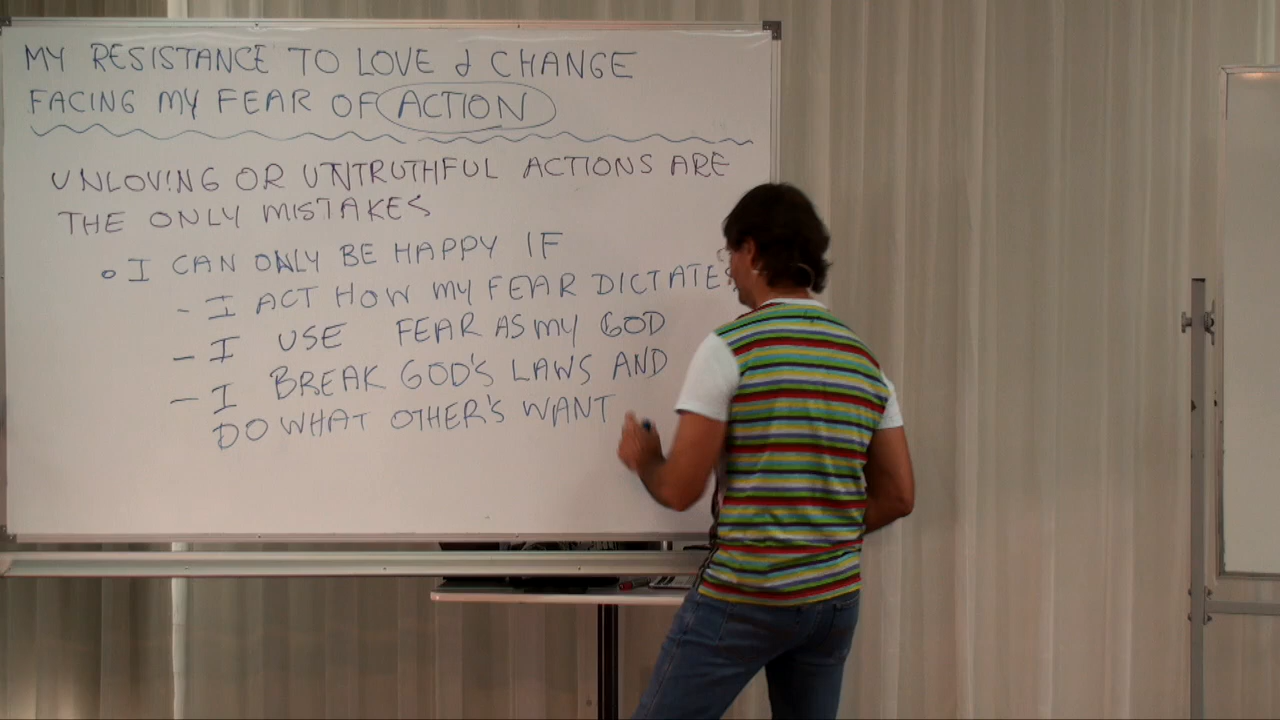 MY RESISTANCE TO LOVE & CHANGE
FACING MY FEAR OF ACTION
UNLOVING OR UNTRUTHFUL ACTIONS ARE
THE ONLY MISTAKES
• I CAN ONLY BE HAPPY IF
- I ACT HOW MY FEAR DICTATES
- I USE FEAR AS MY GOD
- I BREAK GOD'S LAWS AND
DO WHAT OTHER'S WANT